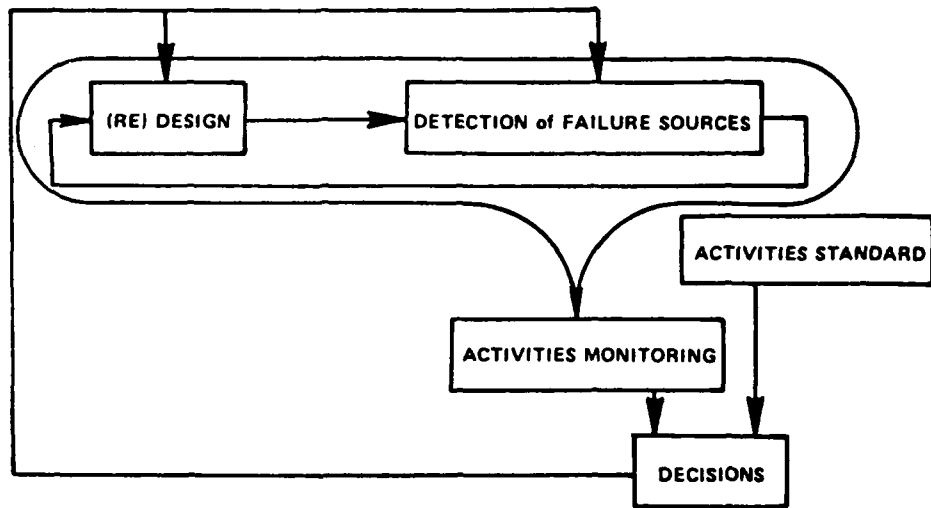 (RE) DESIGN
DETECTION of FAILURE SOURCES
ACTIVITIES STANDARD
ACTIVITIES MONITORING
DECISIONS